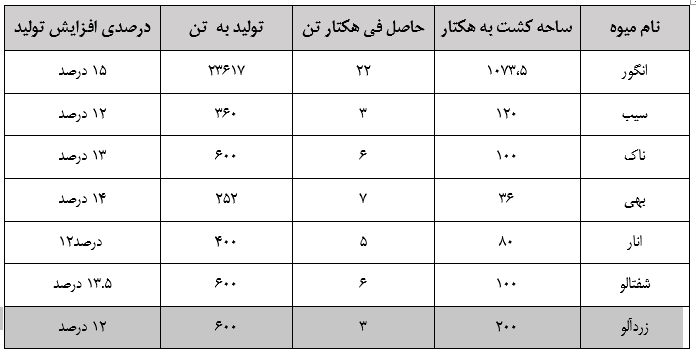 نام میوه ساحه کشت به هکتار حاصل فی هکتار تن تولید به تن درصدی افزایش تولید
انگور ۱۰۷۳،۵ ۲۲ ۲۳۶۱۷ ۱۵ درصد
سیب ۱۲۰ ۳ ۳۶۰ ۱۲ درصد
ناک ۱۰۰ ۶ ۶۰۰ ۱۳ درصد
بهی ۳۶ ۷ ۲۵۲ ۱۴ درصد
انار ۸۰ ۵ ۴۰۰ درصد۱۲
شفتالو ۱۰۰ ۶ ۶۰۰ ۱۳.۵ درصد
زردآلو ۲۰۰ ۳ ۶۰۰ ۱۲ درصد